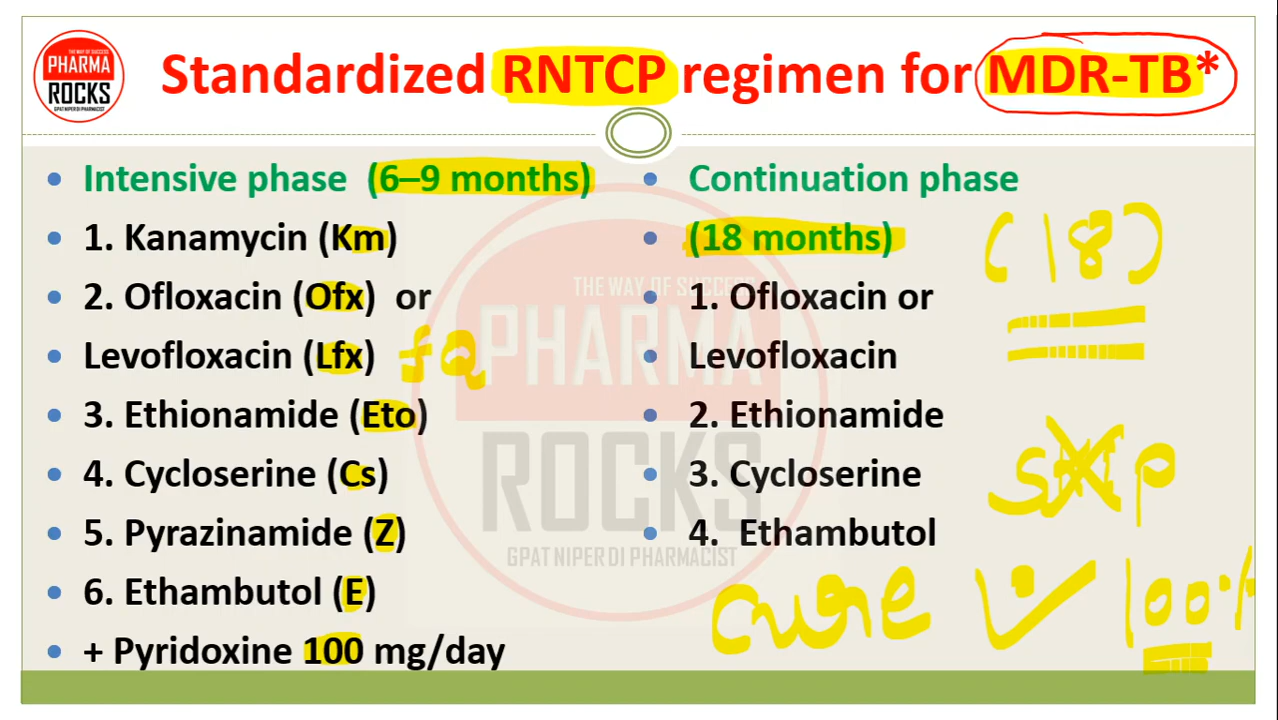 THE WAY OF SUCCESS
PHARMA
ROCKS
GPAT NIPER DI PHARMACIST
Standardized RNTCP regimen for MDR-TB*
• Intensive phase (6–9 months)
• 1. Kanamycin (Km)
• 2. Ofloxacin (Ofx) or
• Levofloxacin (Lfx) fQ
• 3. Ethionamide (Eto)
• 4. Cycloserine (Cs)
• 5. Pyrazinamide (Z)
• 6. Ethambutol (E)
• + Pyridoxine 100 mg/day
• Continuation phase
• (18 months) (18)
• 1. Ofloxacin or
• Levofloxacin
• 2. Ethionamide
• 3. Cycloserine
• 4. Ethambutol
cure 100%
THE WAY OF SUCCESS
PHARMA
ROCKS
GPAT NIPER DI PHARMACIST